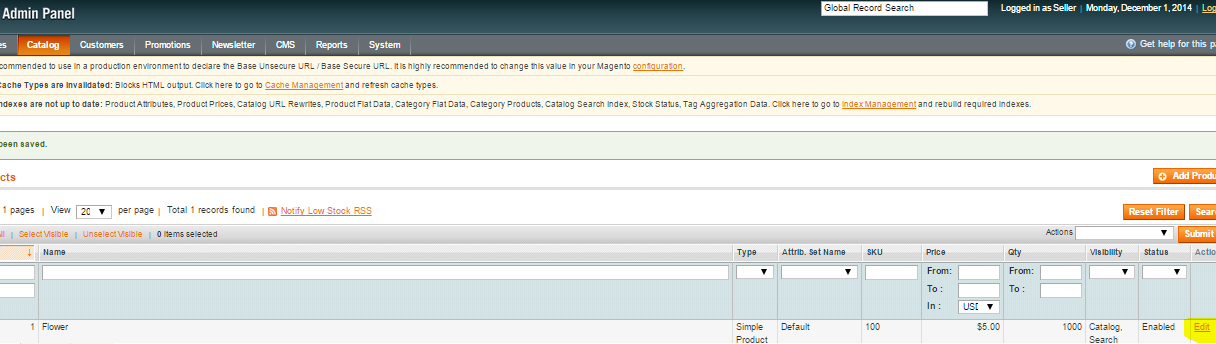 Admin Panel
Global Record Search
Logged in as Seller | Monday, December 1, 2014 | Log
es Catalog Customers Promotions Newsletter CMS Reports System
Get help for this pa
commended to use in a production environment to declare the Base Unsecure URL / Base Secure URL. It is highly recommended to change this value in your Magento configuration.
Cache Types are Invalidated: Blocks HTML output. Click here to go to Cache Management and refresh cache types.
ndexes are not up to date: Product Attributes, Product Prices, Catalog URL Rewrites, Product Flat Data, Category Flat Data, Category Products, Catalog Search Index, Stock Status, Tag Aggregation Data. Click here to go to Index Management and rebuild required indexes.
been saved.
cts
Add Produ
1 pages | View 20 per page | Total 1 records found | Notify Low Stock RSS
Reset Filter Sear
ll | Select Visible | Unselect Visible | 0 items selected
Actions Submit
Name Type Attrib. Set Name SKU Price Qty Visibility Status Actio
From: From:
To : To :
In : USD
1 Flower Simple Product Default 100 $5.00 1000 Catalog, Search Enabled Edit